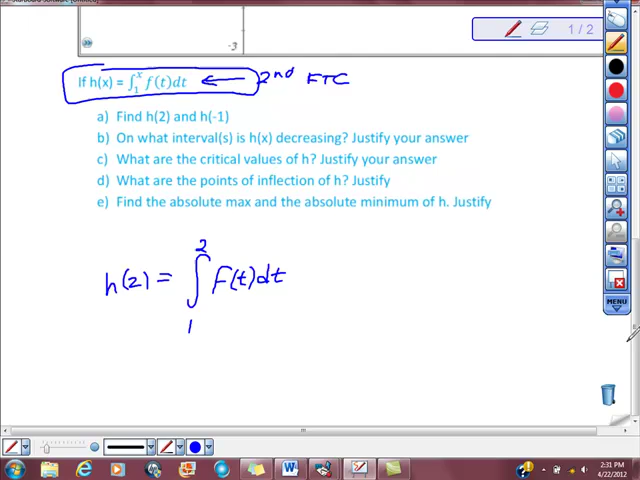 1 / 2
-3
If h(x) = ∫₁ˣ f(t)dt ← 2nd FTC
a) Find h(2) and h(-1)
b) On what interval(s) is h(x) decreasing? Justify your answer
c) What are the critical values of h? Justify your answer
d) What are the points of inflection of h? Justify
e) Find the absolute max and the absolute minimum of h. Justify
h(2) = ∫₁² f(t)dt
MENU
2:31 PM
4/22/2012